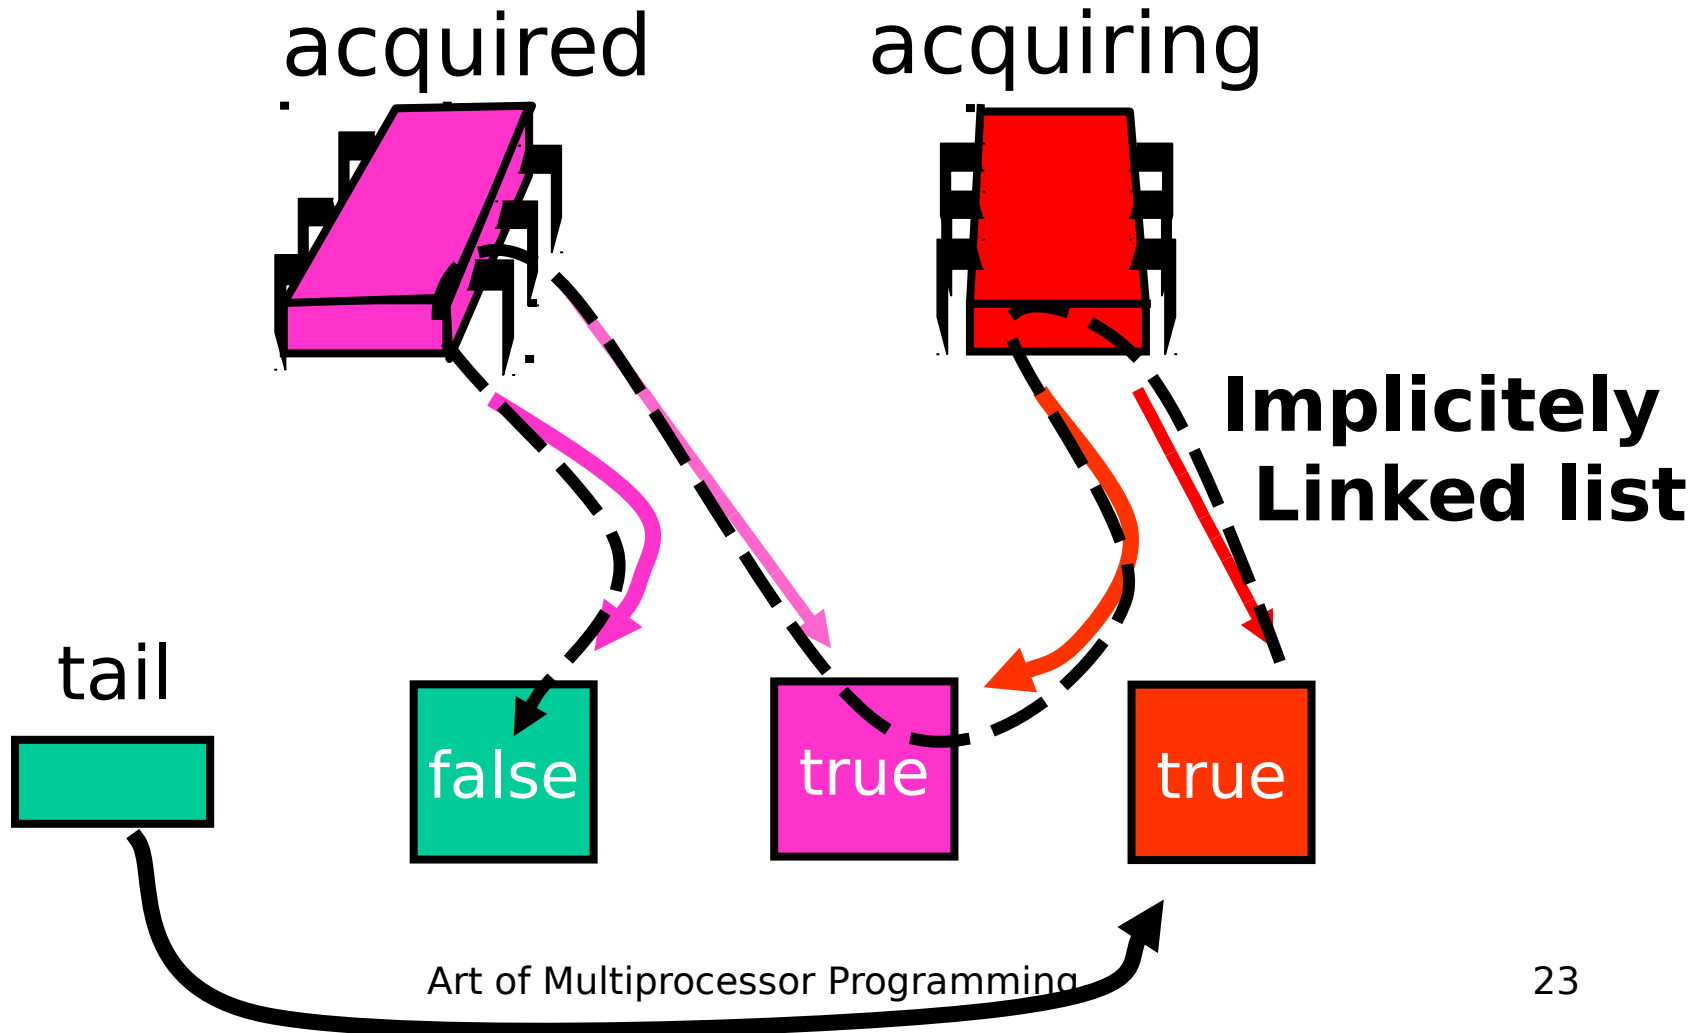 acquired
acquiring
Implicitely
Linked list
tail
false
true
true
Art of Multiprocessor Programming
23